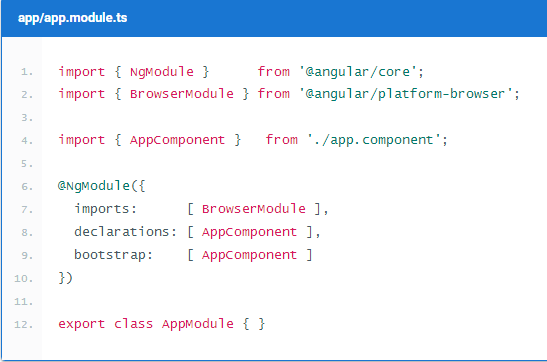 app/app.module.ts
1. import { NgModule }      from '@angular/core';
2. import { BrowserModule } from '@angular/platform-browser';
3.
4. import { AppComponent }   from './app.component';
5.
6. @NgModule({
7.   imports:      [ BrowserModule ],
8.   declarations: [ AppComponent ],
9.   bootstrap:    [ AppComponent ]
10. })
11.
12. export class AppModule { }